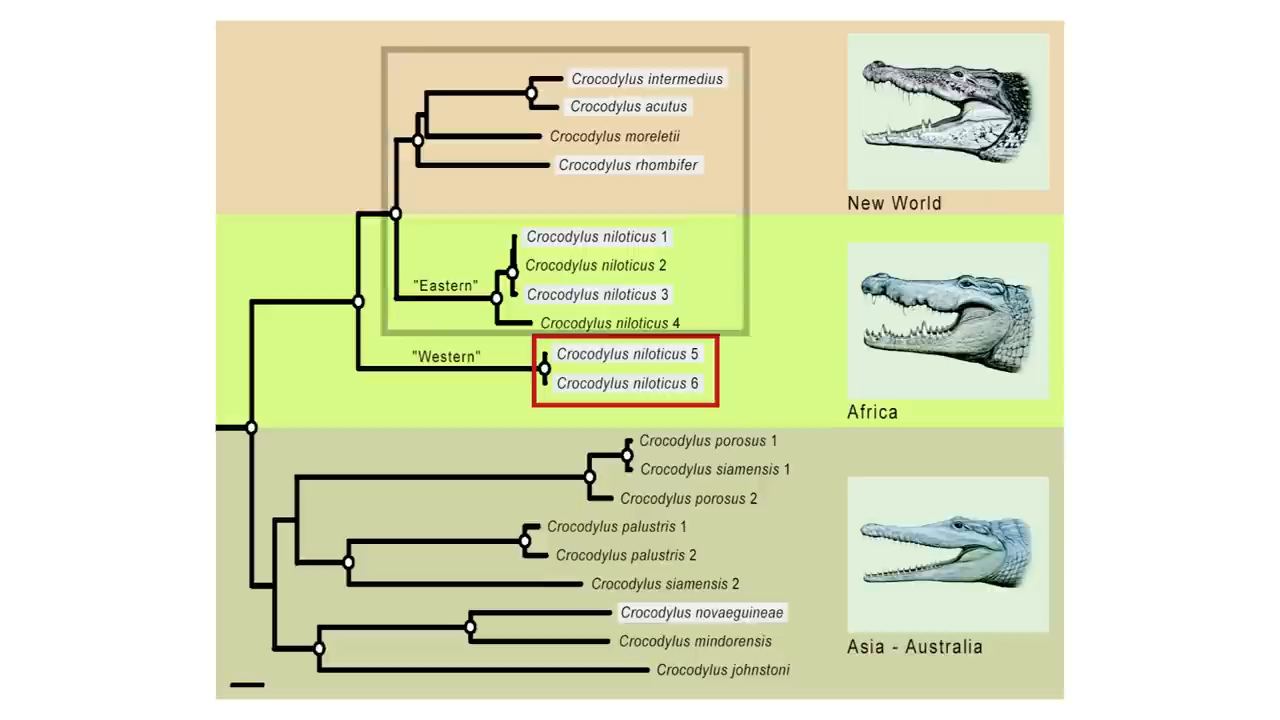 Crocodylus intermedius
Crocodylus acutus
Crocodylus moreletii
Crocodylus rhombifer
New World
Crocodylus niloticus 1
Crocodylus niloticus 2
"Eastern"
Crocodylus niloticus 3
Crocodylus niloticus 4
"Western"
Crocodylus niloticus 5
Crocodylus niloticus 6
Africa
Crocodylus porosus 1
Crocodylus siamensis 1
Crocodylus porosus 2
Crocodylus palustris 1
Crocodylus palustris 2
Crocodylus siamensis 2
Crocodylus novaeguineae
Crocodylus mindorensis
Asia - Australia
Crocodylus johnstoni